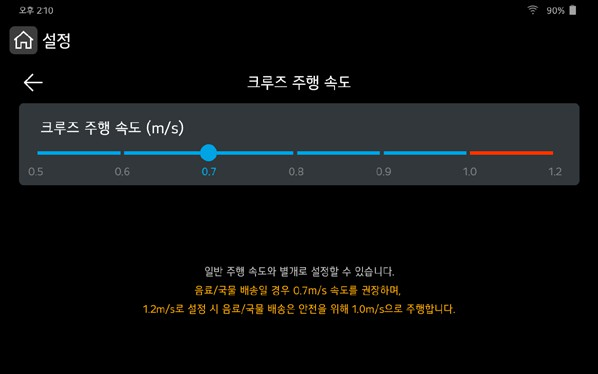 오후 2:10
90%
설정
크루즈 주행 속도
크루즈 주행 속도 (m/s)
0.5 0.6 0.7 0.8 0.9 1.0 1.2
일반 주행 속도와 별개로 설정할 수 있습니다.
음료/국물 배송일 경우 0.7m/s 속도를 권장하며,
1.2m/s로 설정 시 음료/국물 배송은 안전을 위해 1.0m/s으로 주행합니다.